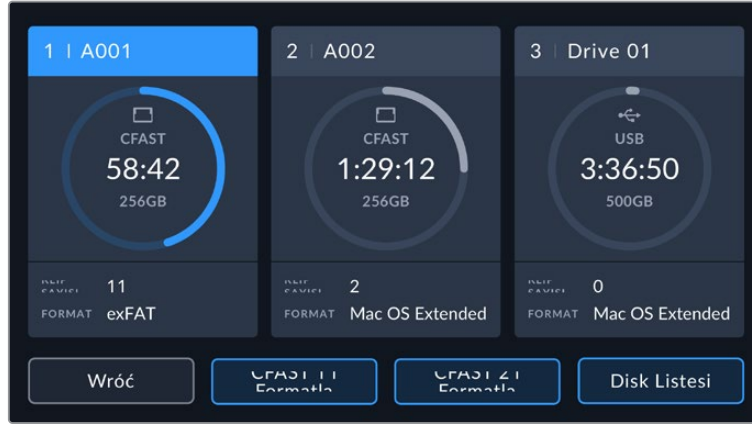 1 | A001
2 | A002
3 | Drive 01
CFAST
58:42
256GB
CFAST
1:29:12
256GB
USB
3:36:50
500GB
11
FORMAT exFAT
2
FORMAT Mac OS Extended
0
FORMAT Mac OS Extended
Wróć
Disk Listesi